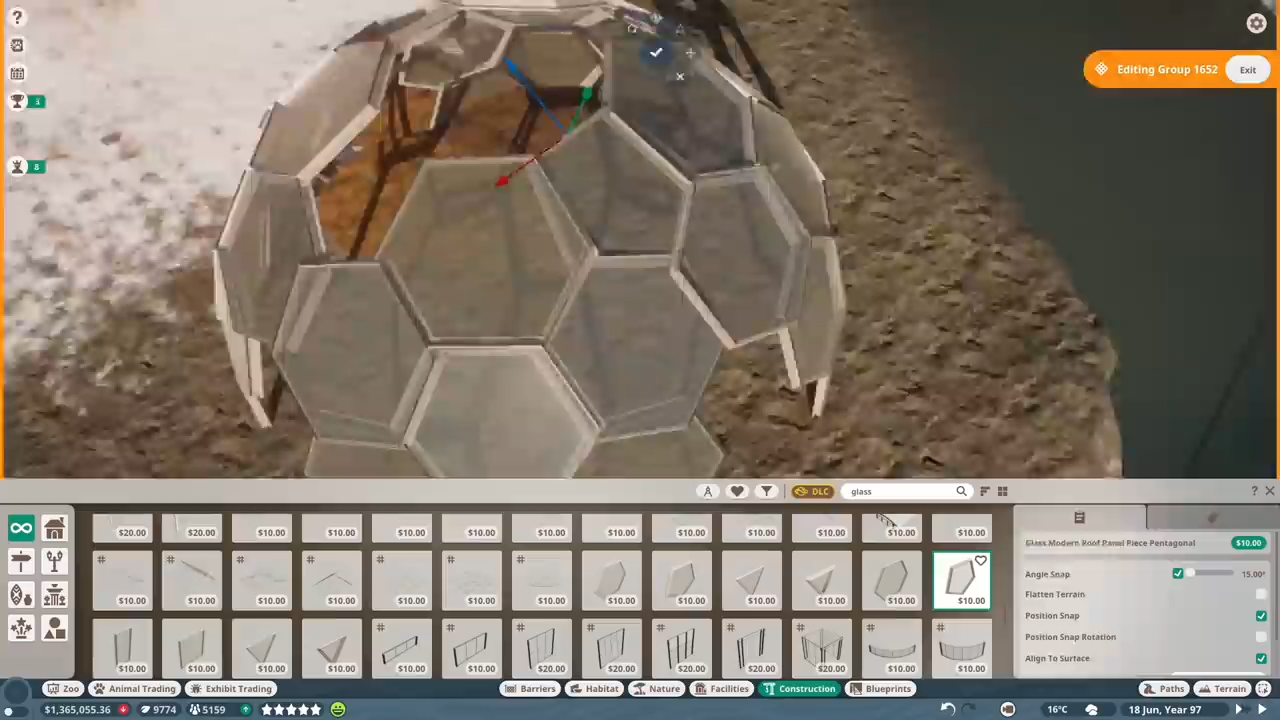 ?
Editing Group 1652 Exit
3
8
DLC glass ?
$20.00 $20.00 $10.00 $10.00 $10.00 $10.00 $10.00 $10.00 $10.00 $10.00 $10.00 $10.00 $10.00
Glass Modern Roof Panel Piece Pentagonal $10.00
Angle Snap 15.00°
Flatten Terrain
$10.00 $10.00 $10.00 $10.00 $10.00 $10.00 $10.00 $10.00 $10.00 $10.00 $10.00 $10.00 $10.00
Position Snap
Position Snap Rotation
Align To Surface
$10.00 $10.00 $10.00 $10.00 $10.00 $10.00 $20.00 $20.00 $20.00 $20.00 $20.00 $10.00 $10.00
Zoo Animal Trading Exhibit Trading Barriers Habitat Nature Facilities Construction Blueprints Paths Terrain
$1,365,055.36 9774 5159 16°C 18 Jun, Year 97